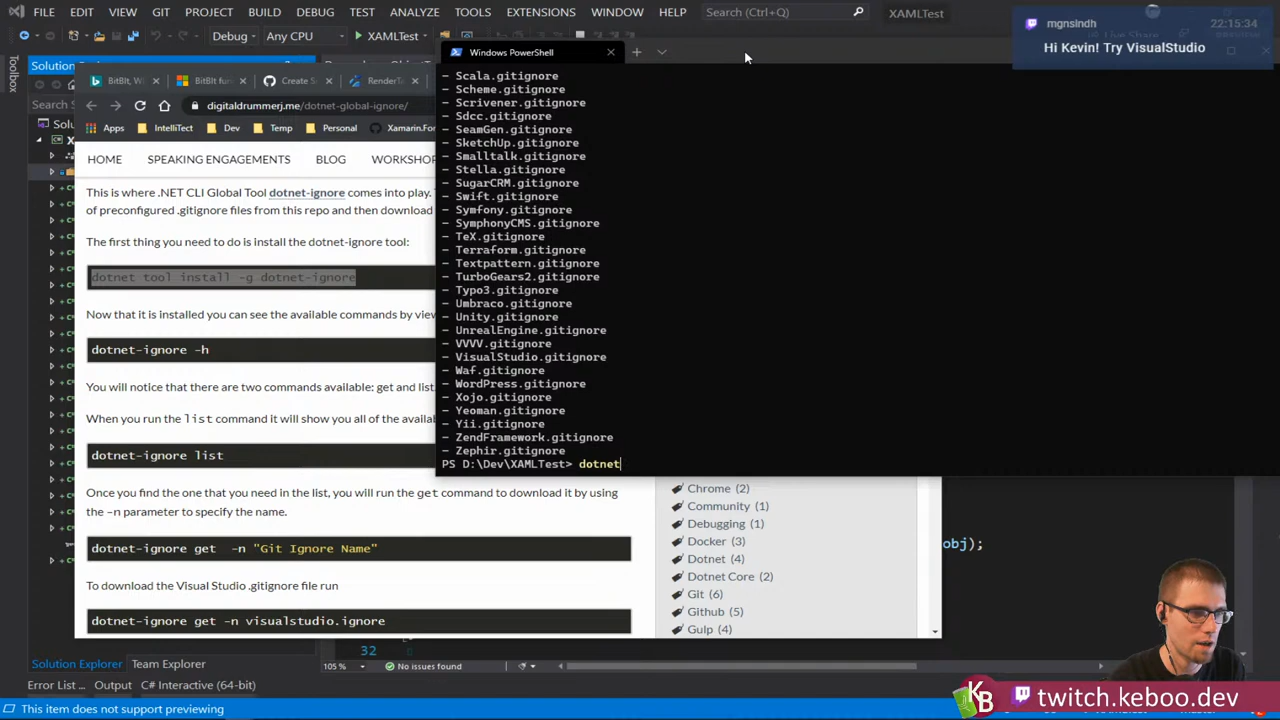 FILE EDIT VIEW GIT PROJECT BUILD DEBUG TEST ANALYZE TOOLS EXTENSIONS WINDOW HELP Search (Ctrl+Q) XAMLTest
Debug Any CPU XAMLTest Live Share
mgnslndh 22:15:34
Hi Kevin! Try VisualStudio
Toolbox
Solution
Search
BitBlt, W
BitBlt fun
Create S
RenderTa
digitaldrummerj.me/dotnet-global-ignore/
Apps IntelliTect Dev Temp Personal Xamarin.For
HOME SPEAKING ENGAGEMENTS BLOG WORKSHOP
This is where .NET CLI Global Tool dotnet-ignore comes into play.
of preconfigured .gitignore files from this repo and then download
The first thing you need to do is install the dotnet-ignore tool:
dotnet tool install -g dotnet-ignore
Now that it is installed you can see the available commands by view
dotnet-ignore -h
You will notice that there are two commands available: get and list
When you run the list command it will show you all of the availa
dotnet-ignore list
Once you find the one that you need in the list, you will run the get command to download it by using
the -n parameter to specify the name.
dotnet-ignore get -n "Git Ignore Name"
To download the Visual Studio .gitignore file run
dotnet-ignore get -n visualstudio.ignore
Windows PowerShell
- Scala.gitignore
- Scheme.gitignore
- Scrivener.gitignore
- Sdcc.gitignore
- SeamGen.gitignore
- SketchUp.gitignore
- Smalltalk.gitignore
- Stella.gitignore
- SugarCRM.gitignore
- Swift.gitignore
- Symfony.gitignore
- SymphonyCMS.gitignore
- TeX.gitignore
- Terraform.gitignore
- Textpattern.gitignore
- TurboGears2.gitignore
- Typo3.gitignore
- Umbraco.gitignore
- Unity.gitignore
- UnrealEngine.gitignore
- VVVV.gitignore
- VisualStudio.gitignore
- Waf.gitignore
- WordPress.gitignore
- Xojo.gitignore
- Yeoman.gitignore
- Yii.gitignore
- ZendFramework.gitignore
- Zephir.gitignore
PS D:\Dev\XAMLTest> dotnet
Chrome (2)
Community (1)
Debugging (1)
Docker (3)
Dotnet (4)
Dotnet Core (2)
Git (6)
Github (5)
Gulp (4)
obj);
32
Solution Explorer Team Explorer
105 % No issues found
Error List ... Output C# Interactive (64-bit)
This item does not support previewing
KB twitch.keboo.dev